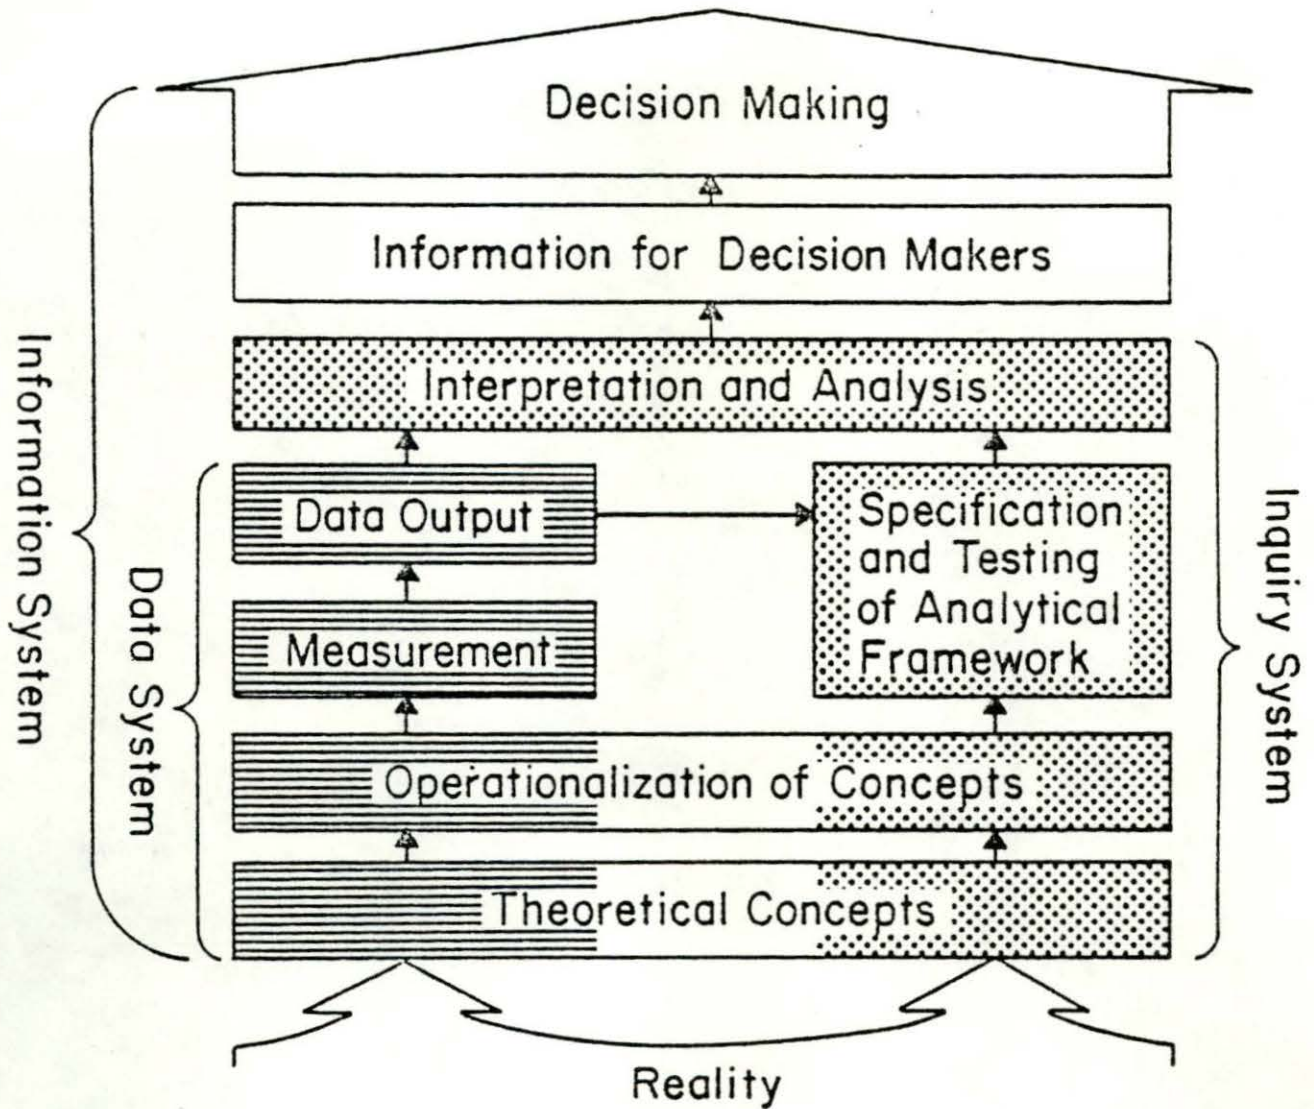 Decision Making
Information for Decision Makers
Interpretation and Analysis
Data Output
Specification
and Testing
of Analytical
Framework
Measurement
Operationalization of Concepts
Theoretical Concepts
Reality
Information System
Data System
Inquiry System